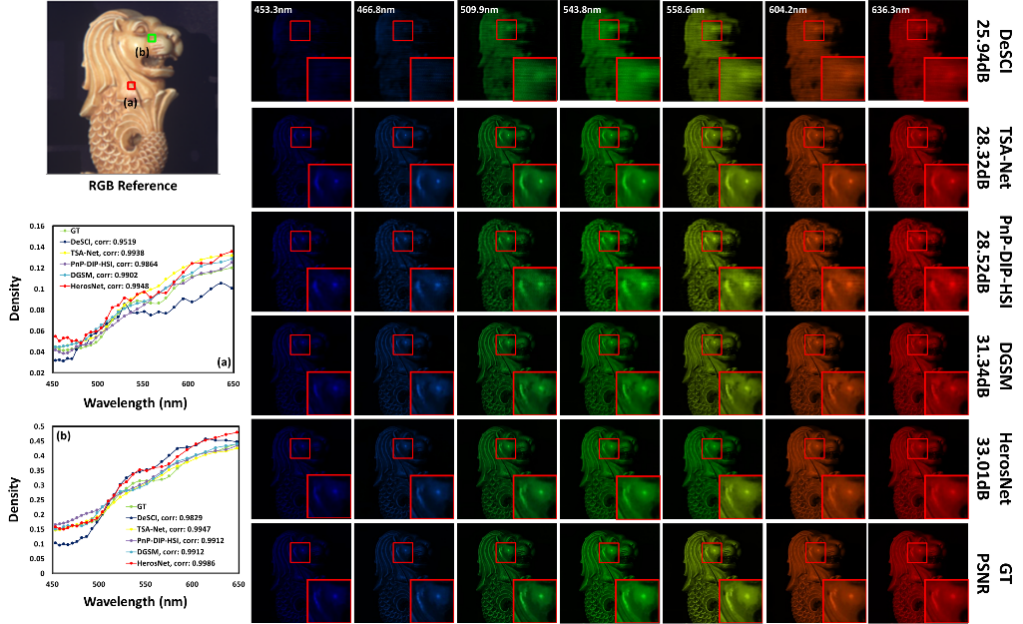 (b)
(a)
RGB Reference
453.3nm
466.8nm
509.9nm
543.8nm
558.6nm
604.2nm
636.3nm
DeSCI
25.94dB
TSA-Net
28.32dB
PnP-DIP-HSI
28.52dB
DGSM
31.34dB
HerosNet
33.01dB
GT
PSNR
0.16
0.14
0.12
0.1
0.08
0.06
0.04
0.02
Density
GT
DeSCI, corr: 0.9519
TSA-Net, corr: 0.9938
PnP-DIP-HSI, corr: 0.9864
DGSM, corr: 0.9902
HerosNet, corr: 0.9948
(a)
450
500
550
600
650
Wavelength (nm)
(b)
0.5
0.45
0.4
0.35
0.3
0.25
0.2
0.15
0.1
0.05
0
Density
GT
DeSCI, corr: 0.9829
TSA-Net, corr: 0.9947
PnP-DIP-HSI, corr: 0.9912
DGSM, corr: 0.9912
HerosNet, corr: 0.9986
450
500
550
600
650
Wavelength (nm)